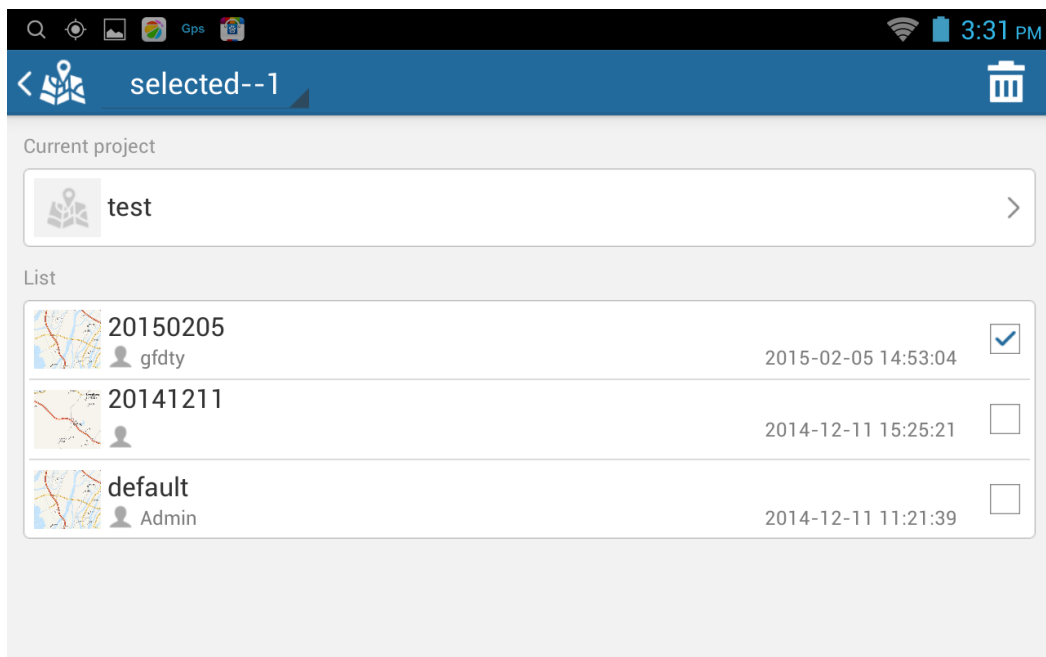 Gps 3:31 PM
selected--1
Current project
test
List
20150205
gfdty 2015-02-05 14:53:04
20141211
2014-12-11 15:25:21
default
Admin 2014-12-11 11:21:39